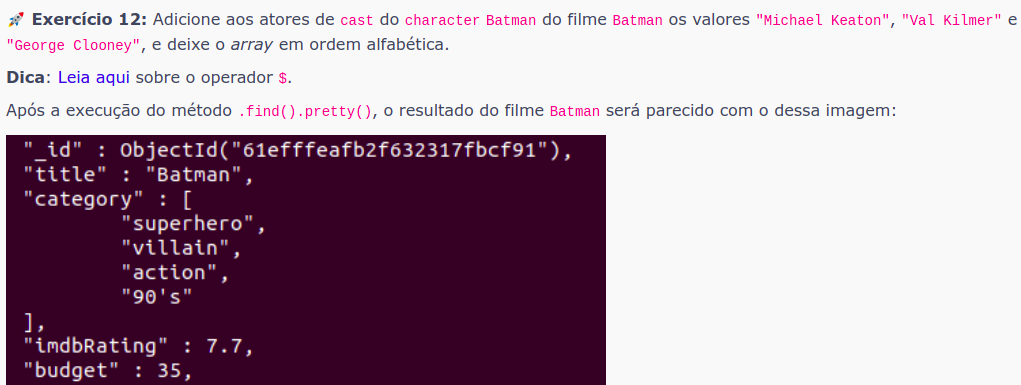 🚀 Exercício 12: Adicione aos atores de cast do character Batman do filme Batman os valores "Michael Keaton", "Val Kilmer" e
"George Clooney", e deixe o array em ordem alfabética.
Dica: Leia aqui sobre o operador $.
Após a execução do método .find().pretty(), o resultado do filme Batman será parecido com o dessa imagem:
"_id" : ObjectId("61efffeafb2f632317fbcf91"),
"title" : "Batman",
"category" : [
"superhero",
"villain",
"action",
"90's"
],
"imdbRating" : 7.7,
"budget" : 35,